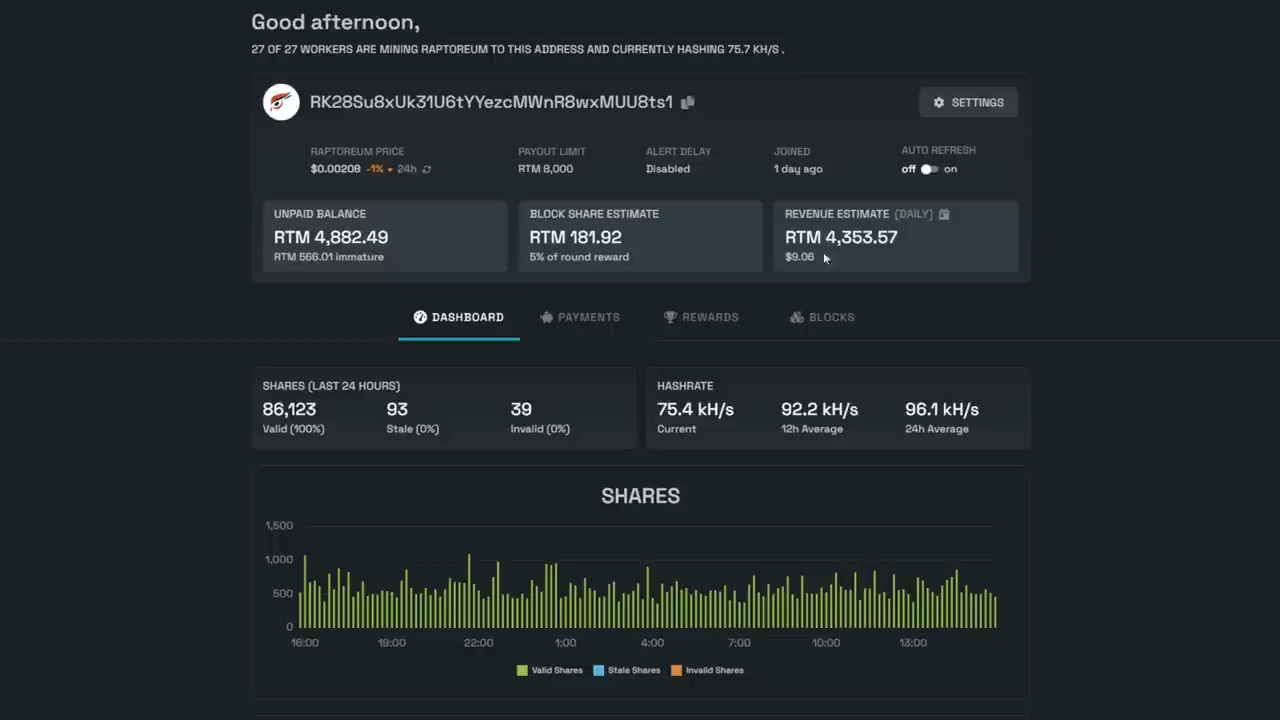 Good afternoon,
27 OF 27 WORKERS ARE MINING RAPTOREUM TO THIS ADDRESS AND CURRENTLY HASHING 75.7 KH/S .
RK28Su8xUk31U6tYYezcMWnR8wxMUU8ts1
SETTINGS
RAPTOREUM PRICE
$0.00208 -1% 24h
PAYOUT LIMIT
RTM 8,000
ALERT DELAY
Disabled
JOINED
1 day ago
AUTO REFRESH
off on
UNPAID BALANCE
RTM 4,882.49
RTM 566.01 immature
BLOCK SHARE ESTIMATE
RTM 181.92
5% of round reward
REVENUE ESTIMATE [DAILY]
RTM 4,353.57
$9.06
DASHBOARD
PAYMENTS
REWARDS
BLOCKS
SHARES (LAST 24 HOURS)
86,123
Valid (100%)
93
Stale (0%)
39
Invalid (0%)
HASHRATE
75.4 kH/s
Current
92.2 kH/s
12h Average
96.1 kH/s
24h Average
SHARES
1,500
1,000
500
0
16:00 19:00 22:00 1:00 4:00 7:00 10:00 13:00
Valid Shares Stale Shares Invalid Shares